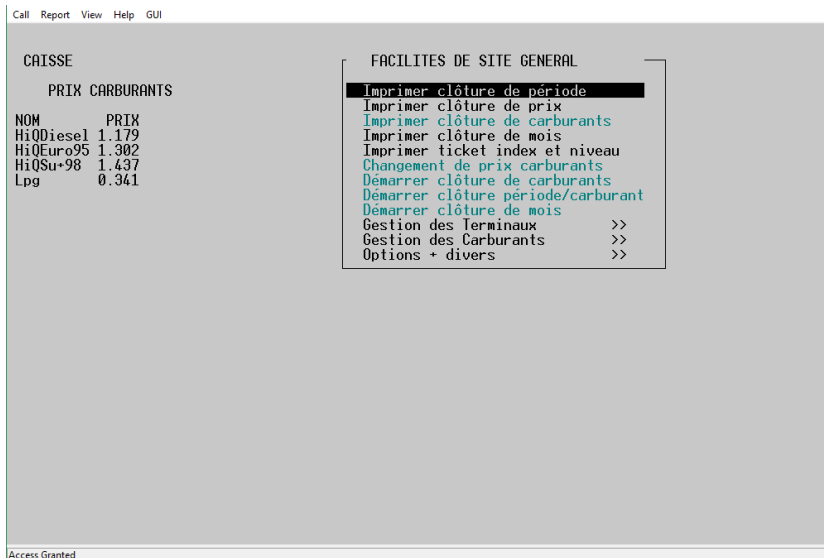 Call Report View Help GUI
CAISSE
PRIX CARBURANTS
NOM PRIX
HiQDiesel 1.179
HiQEuro95 1.302
HiQSu+98 1.437
Lpg 0.341
FACILITES DE SITE GENERAL
Imprimer clôture de période
Imprimer clôture de prix
Imprimer clôture de carburants
Imprimer clôture de mois
Imprimer ticket index et niveau
Changement de prix carburants
Démarrer clôture de carburants
Démarrer clôture période/carburant
Démarrer clôture de mois
Gestion des Terminaux >>
Gestion des Carburants >>
Options + divers >>
Access Granted